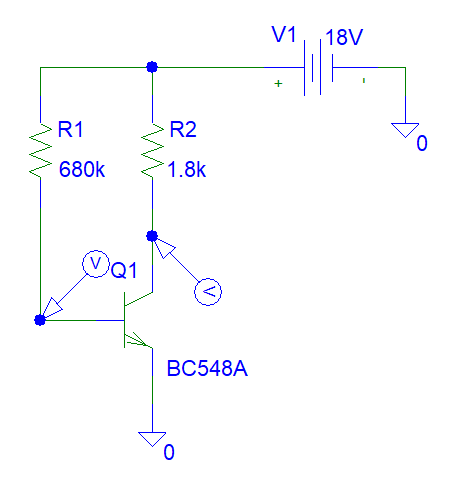 V1 18V
+ -
0
R1 R2
680k 1.8k
V Q1
V
BC548A
0